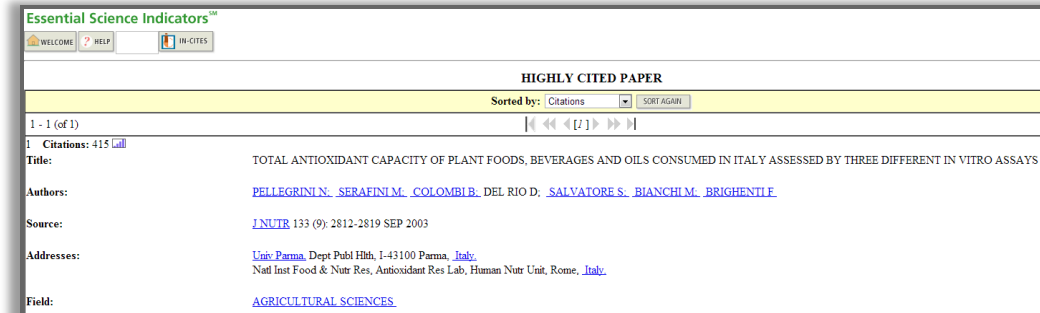 Essential Science Indicators℠
WELCOME ? HELP IN-CITES
HIGHLY CITED PAPER
Sorted by: Citations SORT AGAIN
1 - 1 (of 1) [1]
1 Citations: 415
Title: TOTAL ANTIOXIDANT CAPACITY OF PLANT FOODS, BEVERAGES AND OILS CONSUMED IN ITALY ASSESSED BY THREE DIFFERENT IN VITRO ASSAYS
Authors: PELLEGRINI N; SERAFINI M; COLOMBI B; DEL RIO D; SALVATORE S; BIANCHI M; BRIGHENTI F
Source: J NUTR 133 (9): 2812-2819 SEP 2003
Addresses: Univ Parma, Dept Publ Hlth, I-43100 Parma, Italy.
Natl Inst Food & Nutr Res, Antioxidant Res Lab, Human Nutr Unit, Rome, Italy.
Field: AGRICULTURAL SCIENCES